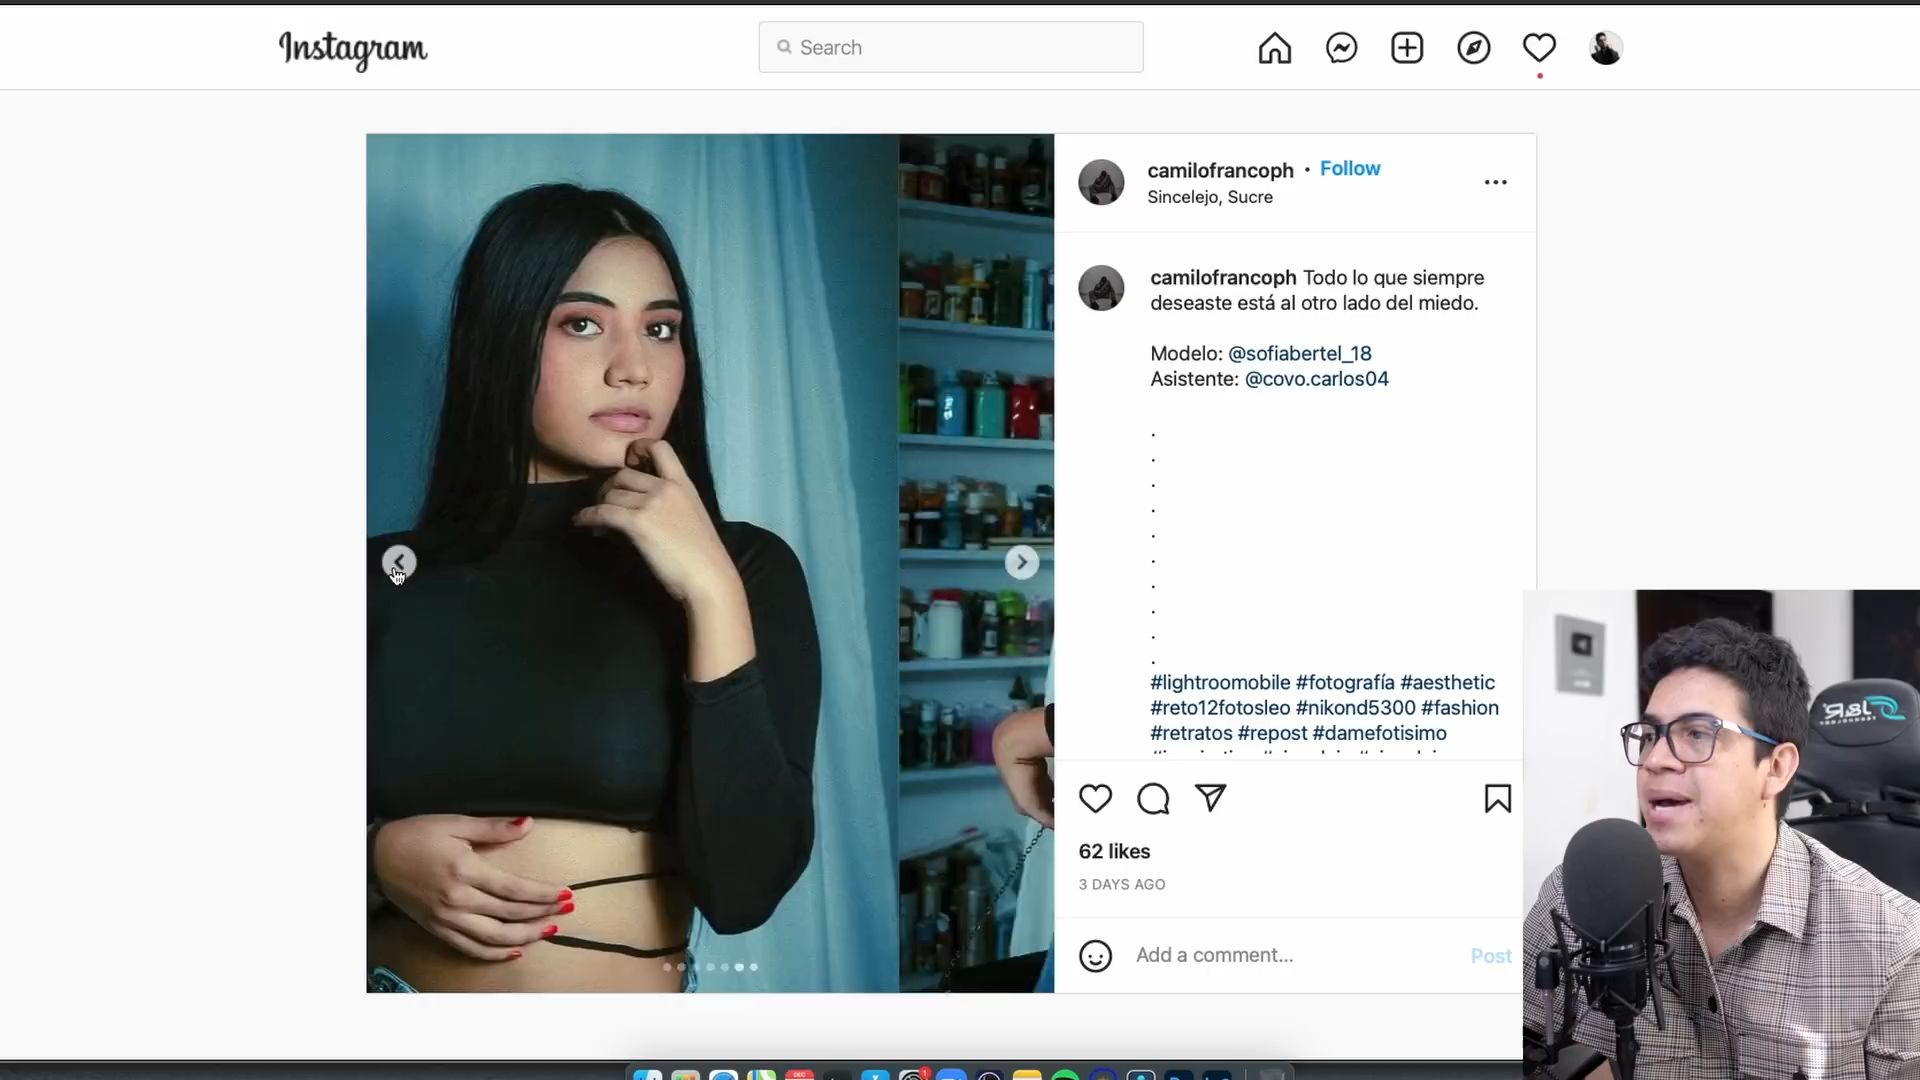 Instagram
Search
camilofrancoph • Follow
Sincelejo, Sucre
camilofrancoph Todo lo que siempre
deseaste está al otro lado del miedo.
Modelo: @sofiabertel_18
Asistente: @covo.carlos04
.
.
.
.
.
.
.
.
.
.
#lightroomobile #fotografía #aesthetic
#reto12fotosleo #nikond5300 #fashion
#retratos #repost #damefotisimo
62 likes
3 DAYS AGO
Add a comment...
Post
DEC
1